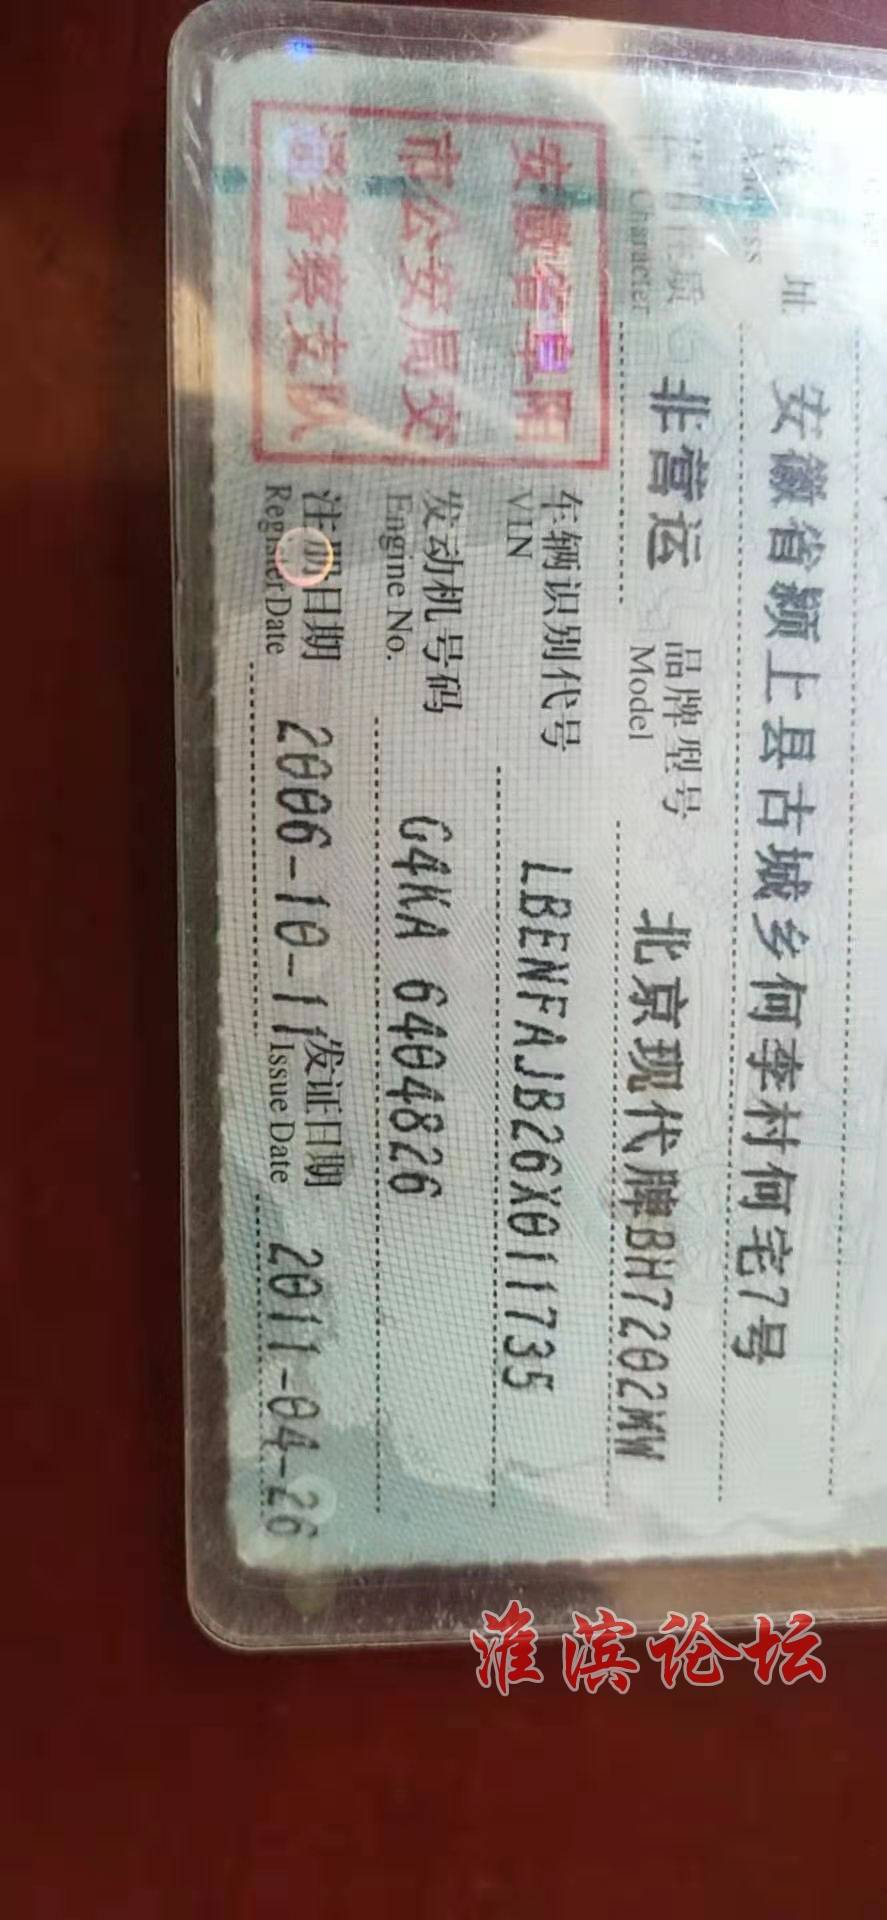 住 址 安徽省颍上县古城乡何李村何宅7号
Address
使用性质 非营运 品牌型号 北京现代牌BH7202MW
Character Model
安徽省阜阳
市公安局交
通警察支队
车辆识别代号 LBENFAJB26X011735
VIN
发动机号码 G4KA 6404826
Engine No.
注册日期 2006-10-11 发证日期 2011-04-26
Register Date Issue Date
淮滨论坛